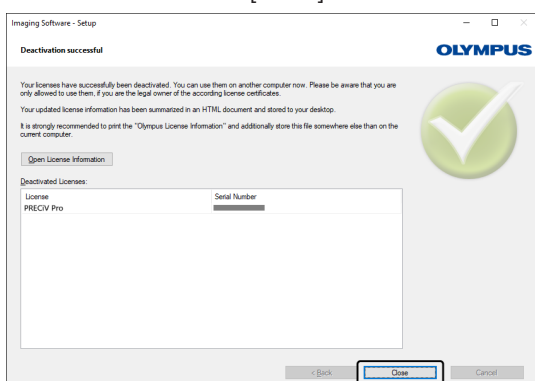 Imaging Software - Setup
Deactivation successful
OLYMPUS
Your licenses have successfully been deactivated. You can use them on another computer now. Please be aware that you are
only allowed to use them, if you are the legal owner of the according license certificates.
Your updated license information has been summarized in an HTML document and stored to your desktop.
It is strongly recommended to print the "Olympus License Information" and additionally store this file somewhere else than on the
current computer.
Open License Information
Deactivated Licenses:
License Serial Number
PRECiV Pro
< Back Close Cancel